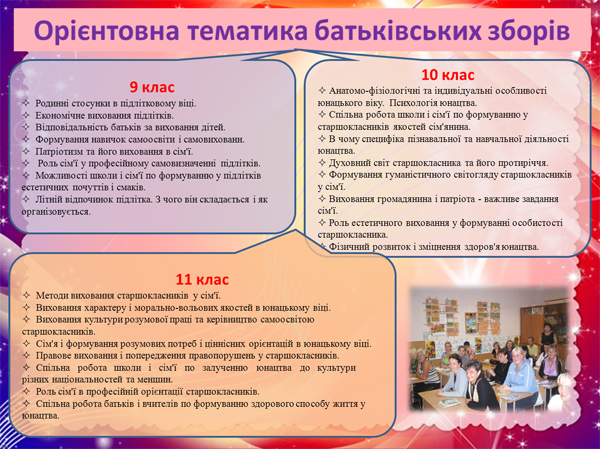 Орієнтовна тематика батьківських зборів
9 клас
✧ Родинні стосунки в підлітковому віці.
✧ Економічне виховання підлітків.
✧ Відповідальність батьків за виховання дітей.
✧ Формування навичок самоосвіти і самовиховани.
✧ Патріотизм та його виховання в сім'ї.
✧ Роль сім'ї у професійному самовизначенні підлітків.
✧ Можливості школи і сім'ї по формуванню у підлітків
естетичних почуттів і смаків.
✧ Літній відпочинок підлітка. З чого він складається і як
організовується.
10 клас
✧ Анатомо-фізіологічні та індивідуальні особливості
юнацького віку. Психологія юнацтва.
✧ Спільна робота школи і сім'ї по формуванню у
старшокласників якостей сім'янина.
✧ В чому специфіка пізнавальної та навчальної діяльності
юнацтва.
✧ Духовний світ старшокласника та його протиріччя.
✧ Формування гуманістичного світогляду старшокласників
у сім'ї.
✧ Виховання громадянина і патріота - важливе завдання
сім'ї.
✧ Роль естетичного виховання у формуванні особистості
старшокласника.
✧ Фізичний розвиток і зміцнення здоров'я юнацтва.
11 клас
✧ Методи виховання старшокласників у сім'ї.
✧ Виховання характеру і морально-вольових якостей в юнацькому віці.
✧ Виховання культури розумової праці та керівництво самоосвітою
старшокласників.
✧ Сім'я і формування розумових потреб і ціннісних орієнтацій в юнацькому віці.
✧ Правове виховання і попередження правопорушень у старшокласників.
✧ Спільна робота школи і сім'ї по залученню юнацтва до культури
різних національностей та меншин.
✧ Роль сім'ї в професійній орієнтації старшокласників.
✧ Спільна робота батьків і вчителів по формуванню здорового способу життя у
юнацтва.